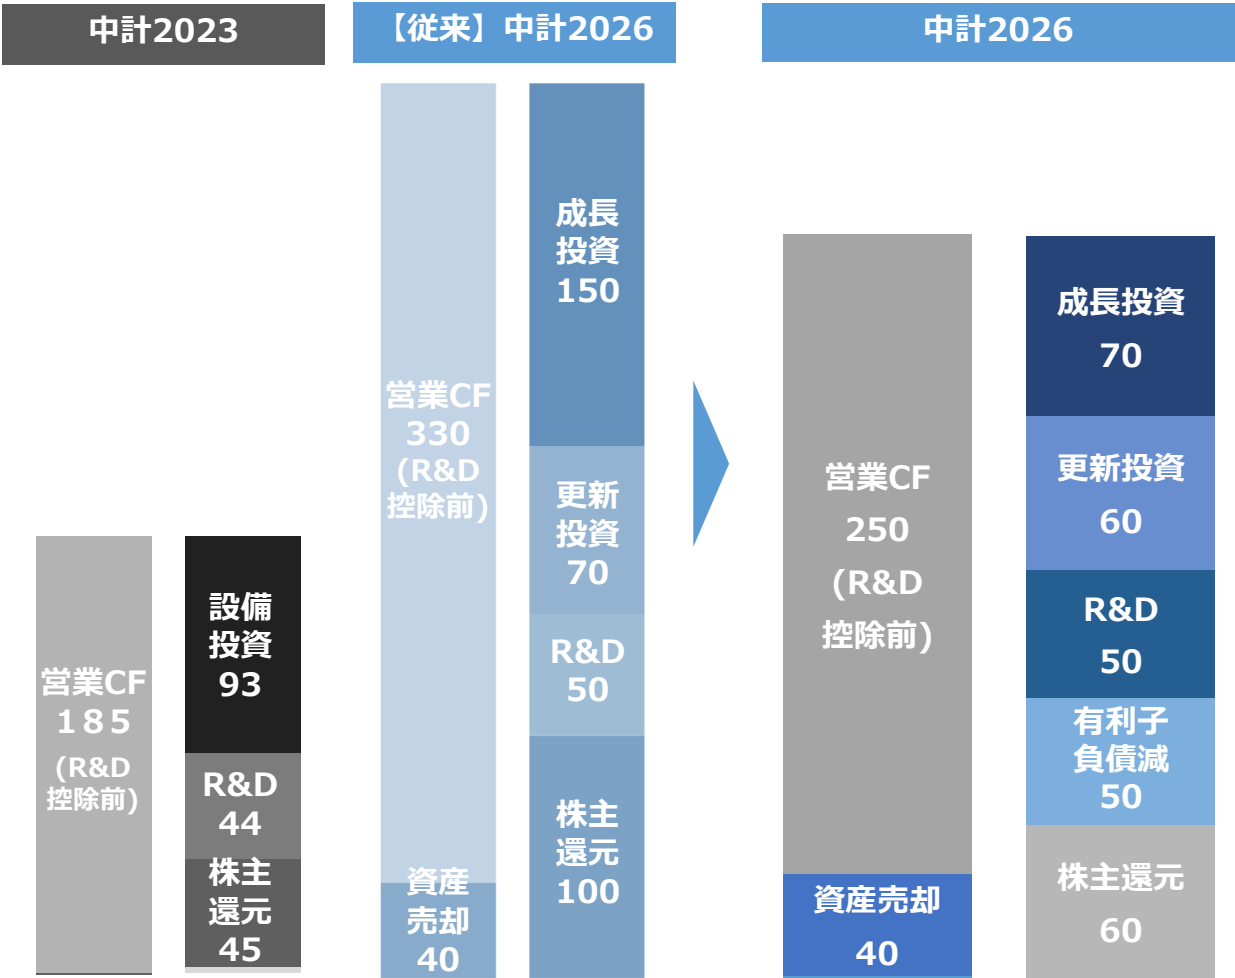 中計2023
営業CF
１８５
(R&D
控除前)
設備
投資
93
R&D
44
株主
還元
45
【従来】中計2026
営業CF
330
(R&D
控除前)
資産
売却
40
成長
投資
150
更新
投資
70
R&D
50
株主
還元
100
中計2026
営業CF
250
(R&D
控除前)
資産売却
40
成長投資
70
更新投資
60
R&D
50
有利子
負債減
50
株主還元
60